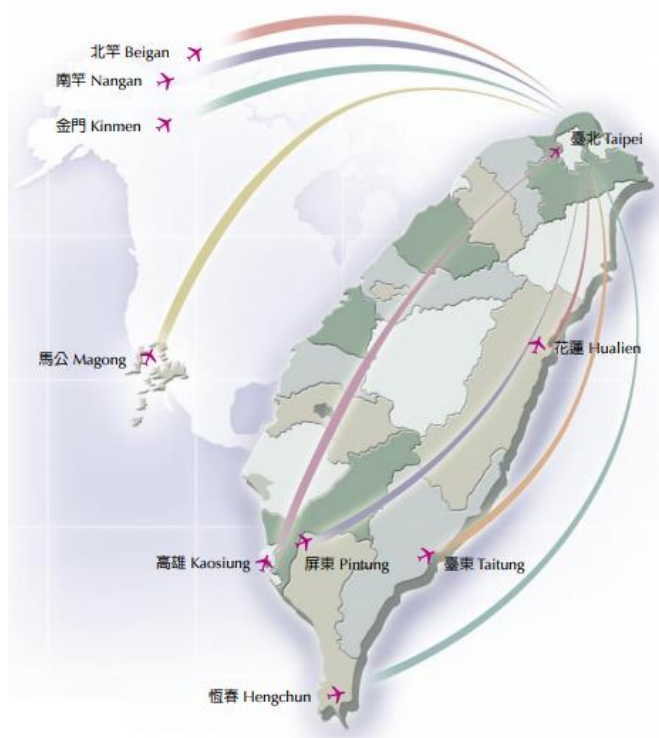 北竿 Beigan
南竿 Nangan
金門 Kinmen
臺北 Taipei
馬公 Magong
花蓮 Hualien
高雄 Kaosiung
屏東 Pintung
臺東 Taitung
恆春 Hengchun